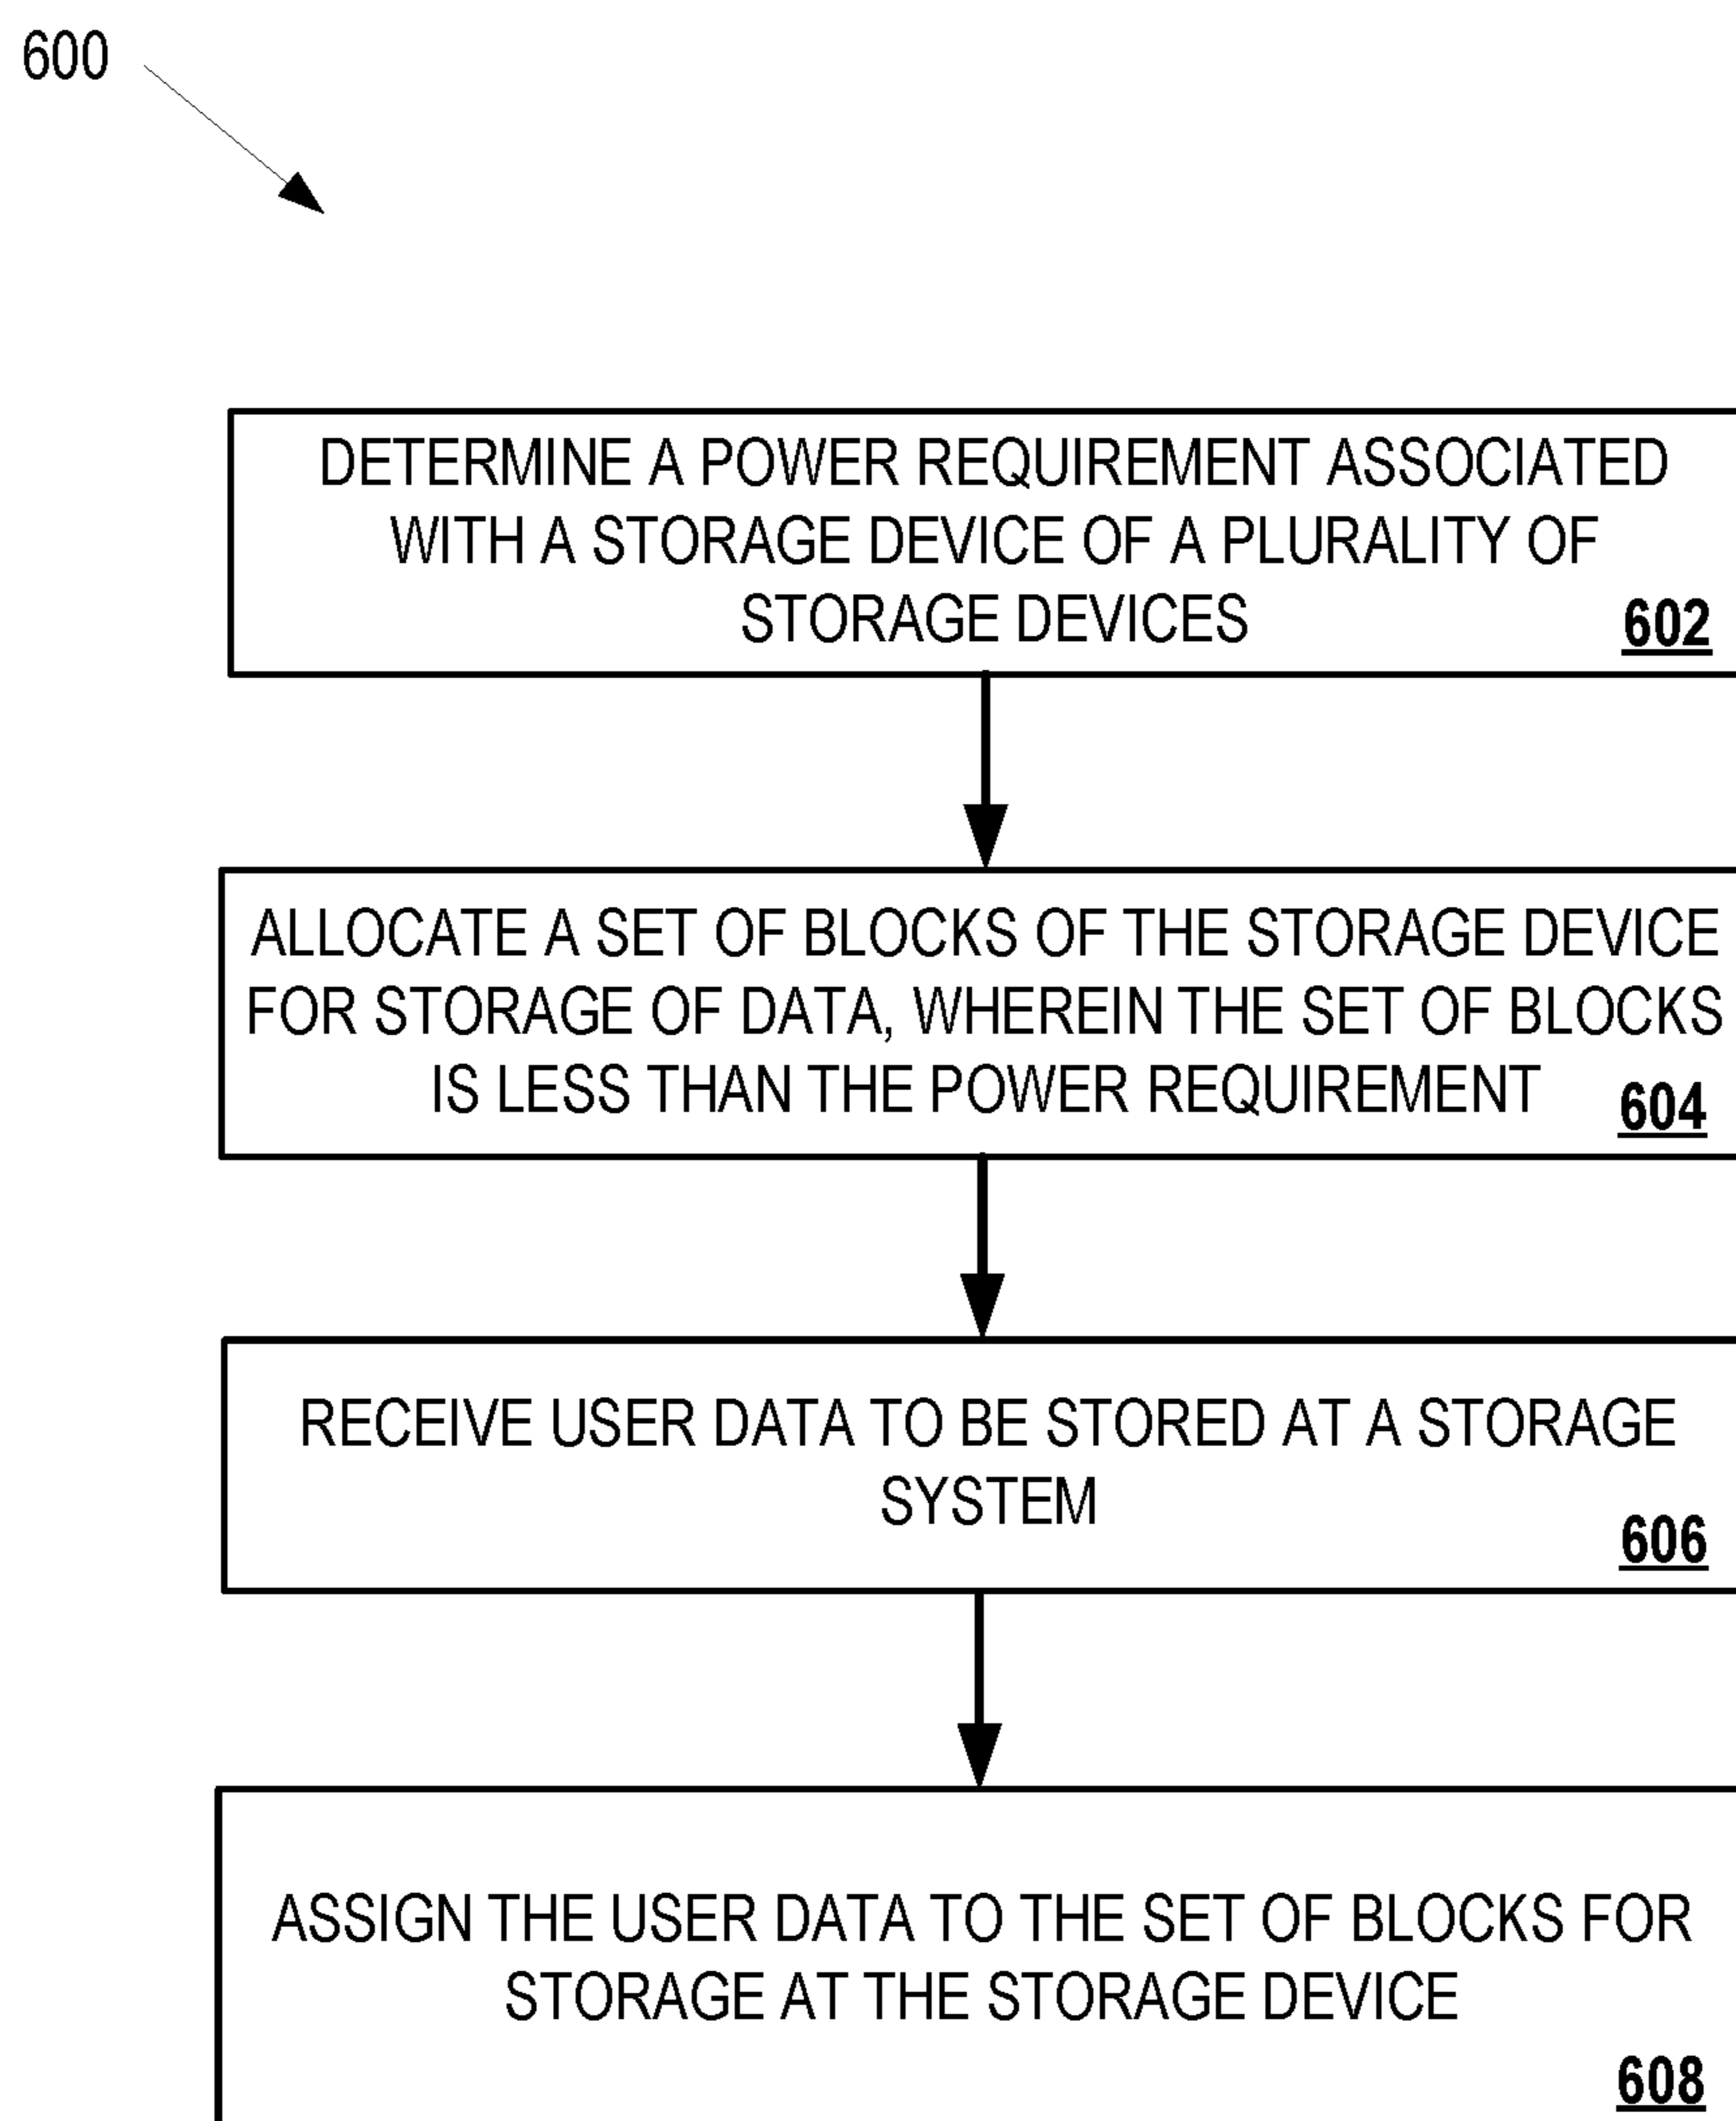 600
DETERMINE A POWER REQUIREMENT ASSOCIATED
WITH A STORAGE DEVICE OF A PLURALITY OF
STORAGE DEVICES
602
ALLOCATE A SET OF BLOCKS OF THE STORAGE DEVICE
FOR STORAGE OF DATA, WHEREIN THE SET OF BLOCKS
IS LESS THAN THE POWER REQUIREMENT
604
RECEIVE USER DATA TO BE STORED AT A STORAGE
SYSTEM
606
ASSIGN THE USER DATA TO THE SET OF BLOCKS FOR
STORAGE AT THE STORAGE DEVICE
608